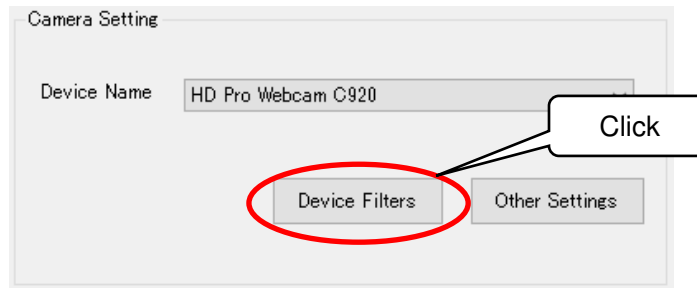 Camera Setting
Device Name HD Pro Webcam C920
Click
Device Filters Other Settings